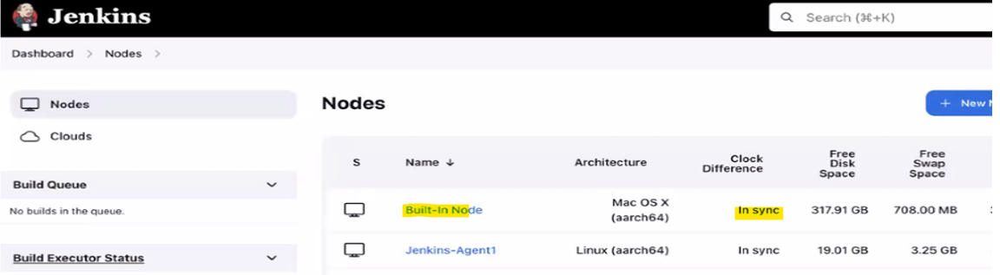 Jenkins
Search (⌘+K)
Dashboard > Nodes >
Nodes
Clouds
Build Queue
No builds in the queue.
Build Executor Status
Nodes
+ New
S Name ↓ Architecture Clock Difference Free Disk Space Free Swap Space
Built-In Node Mac OS X (aarch64) In sync 317.91 GB 708.00 MB
Jenkins-Agent1 Linux (aarch64) In sync 19.01 GB 3.25 GB